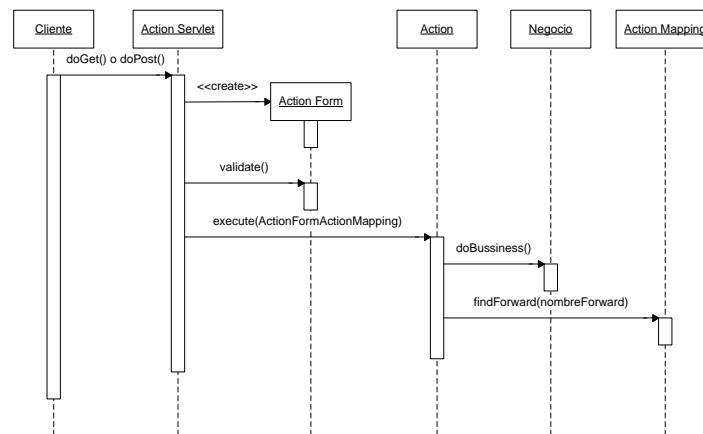 Cliente
Action Servlet
Action
Negocio
Action Mapping
doGet() o doPost()
<<create>>
Action Form
validate()
execute(ActionFormActionMapping)
doBussiness()
findForward(nombreForward)